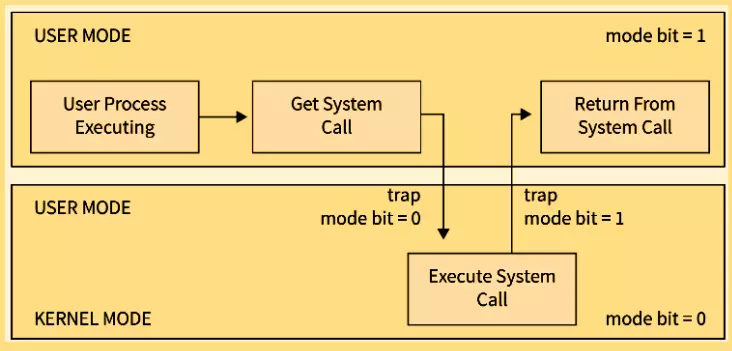 USER MODE
mode bit = 1
User Process
Executing
Get System
Call
Return From
System Call
USER MODE
trap
mode bit = 0
trap
mode bit = 1
Execute System
Call
KERNEL MODE
mode bit = 0